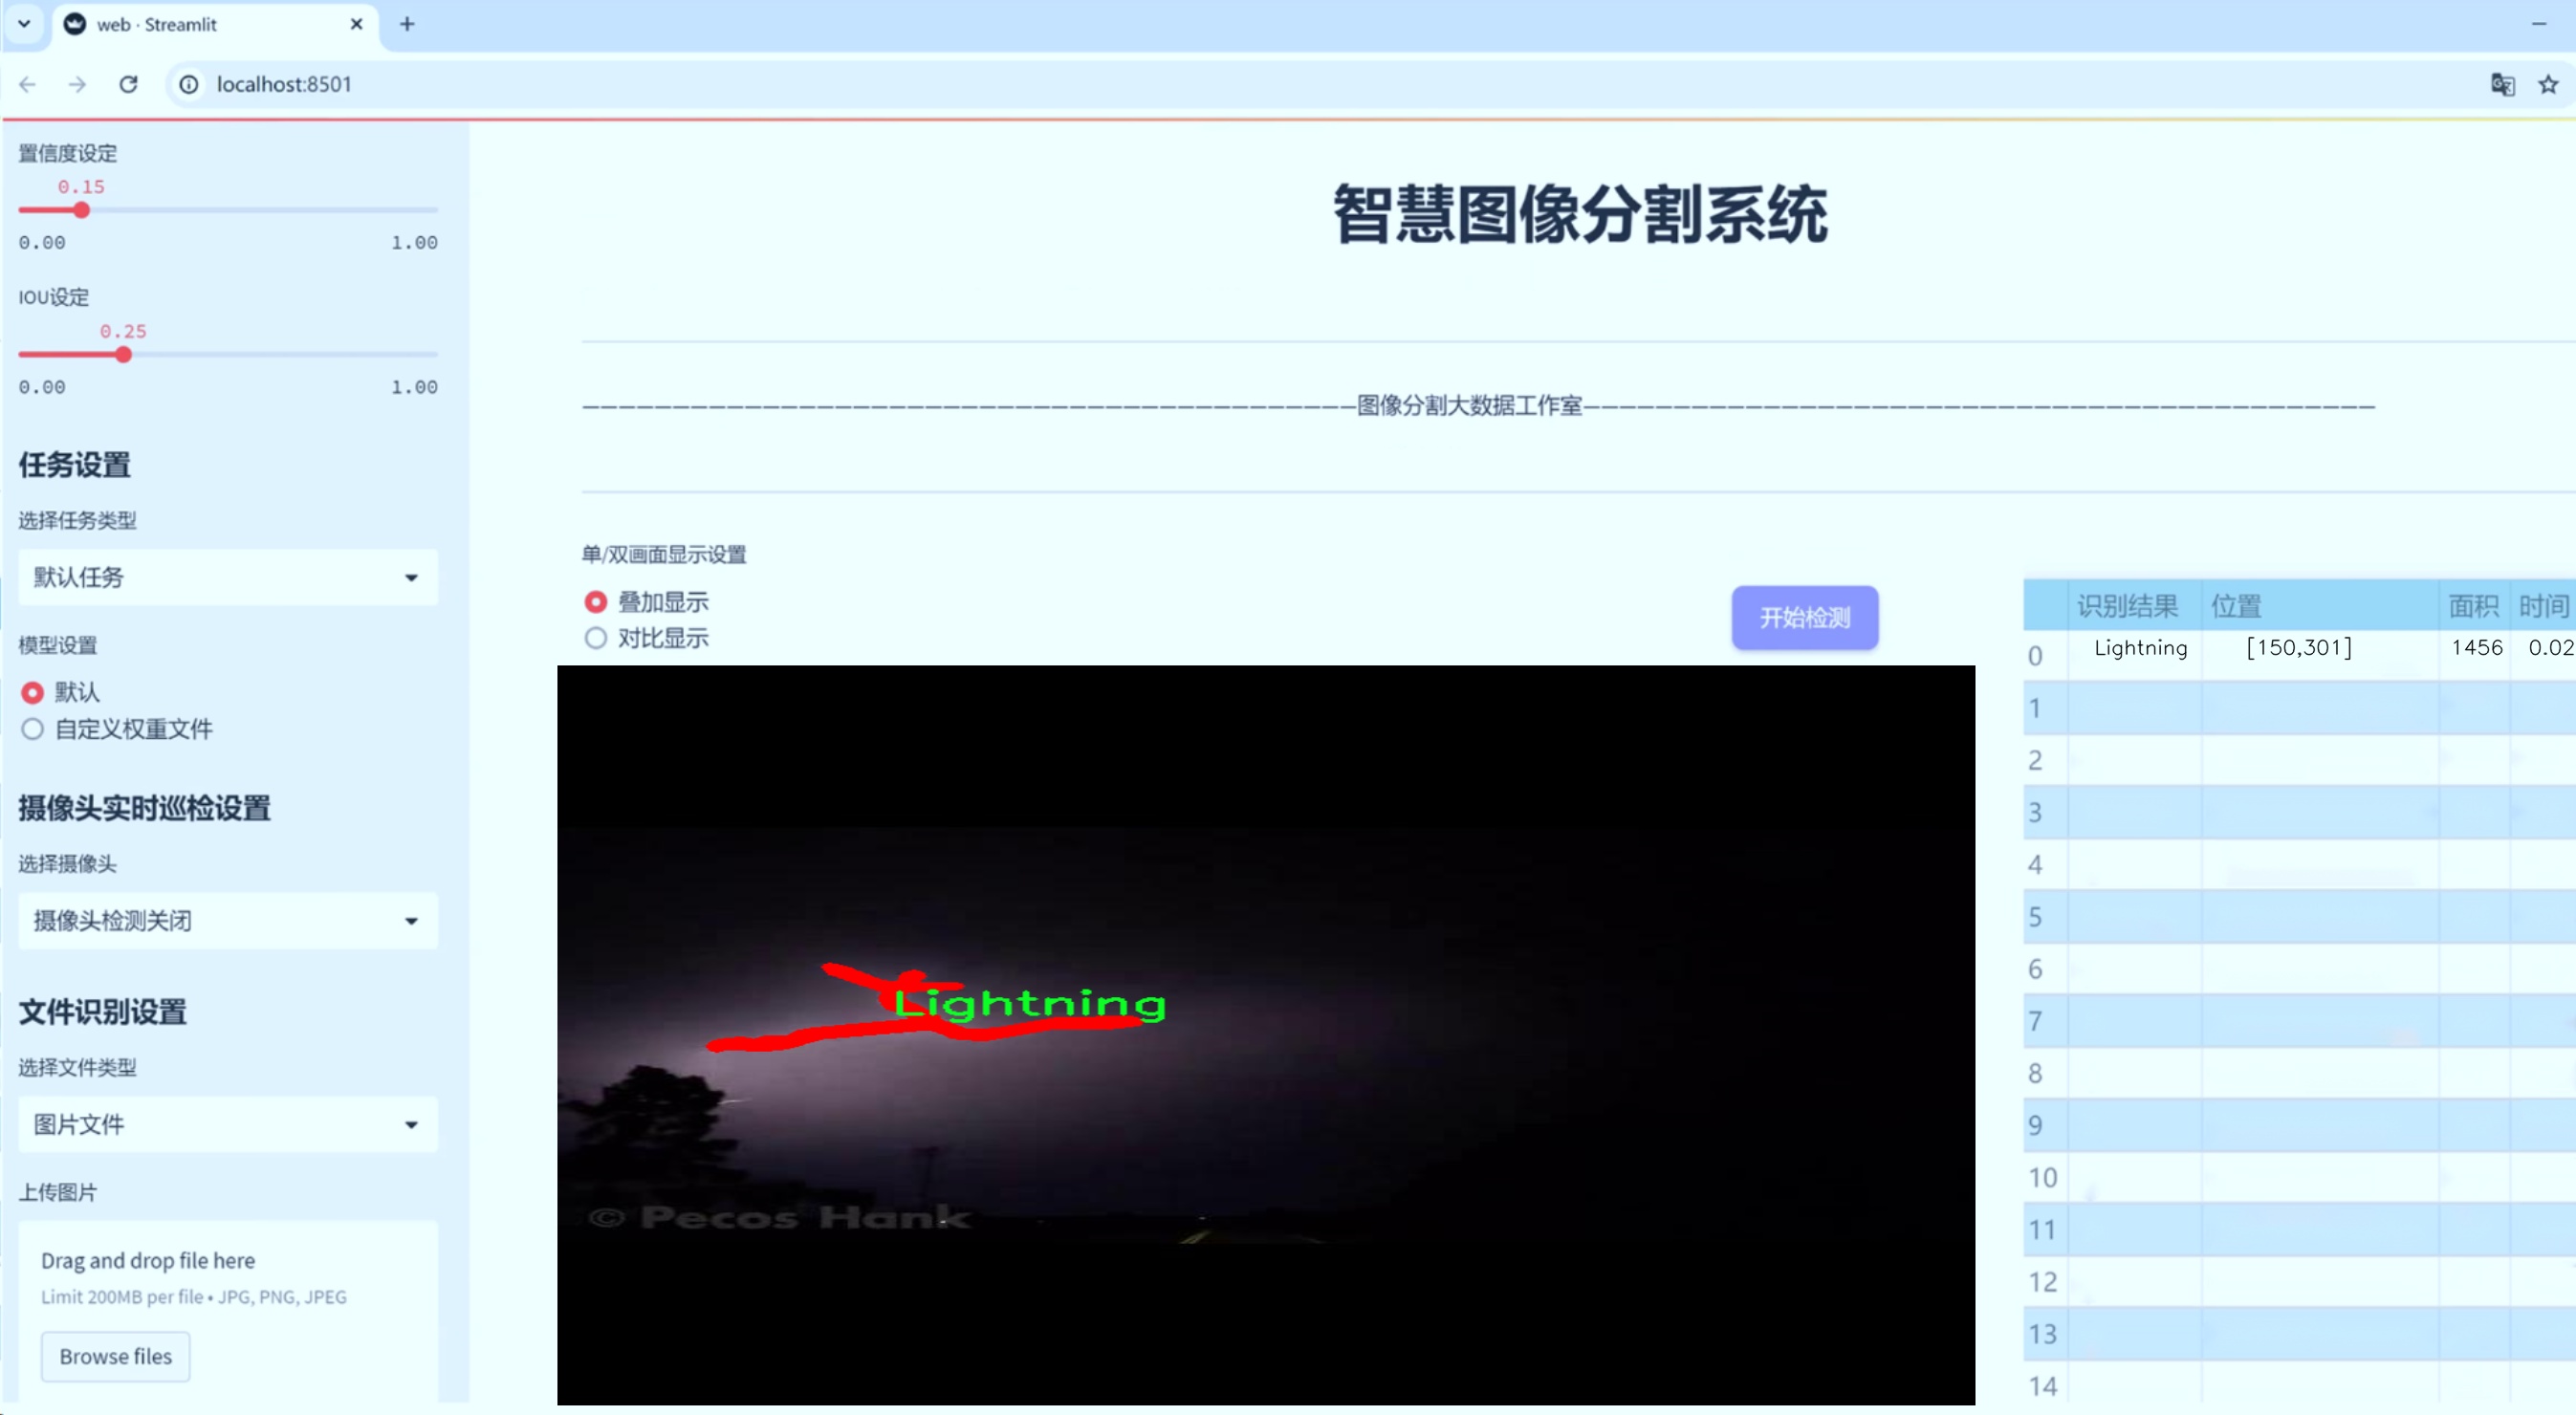 web · Streamlit
localhost:8501
置信度设定
0.15
0.00 1.00
IOU设定
0.25
0.00 1.00
任务设置
选择任务类型
默认任务
模型设置
默认
自定义权重文件
摄像头实时巡检设置
选择摄像头
摄像头检测关闭
文件识别设置
选择文件类型
图片文件
上传图片
Drag and drop file here
Limit 200MB per file • JPG, PNG, JPEG
Browse files
智慧图像分割系统
———————————————————————————————————————————图像分割大数据工作室————————————————————————————————————————————
单/双画面显示设置
叠加显示
对比显示
开始检测
Lightning
© Pecos Hank
识别结果 位置 面积 时间
0 Lightning [150,301] 1456 0.02
1
2
3
4
5
6
7
8
9
10
11
12
13
14